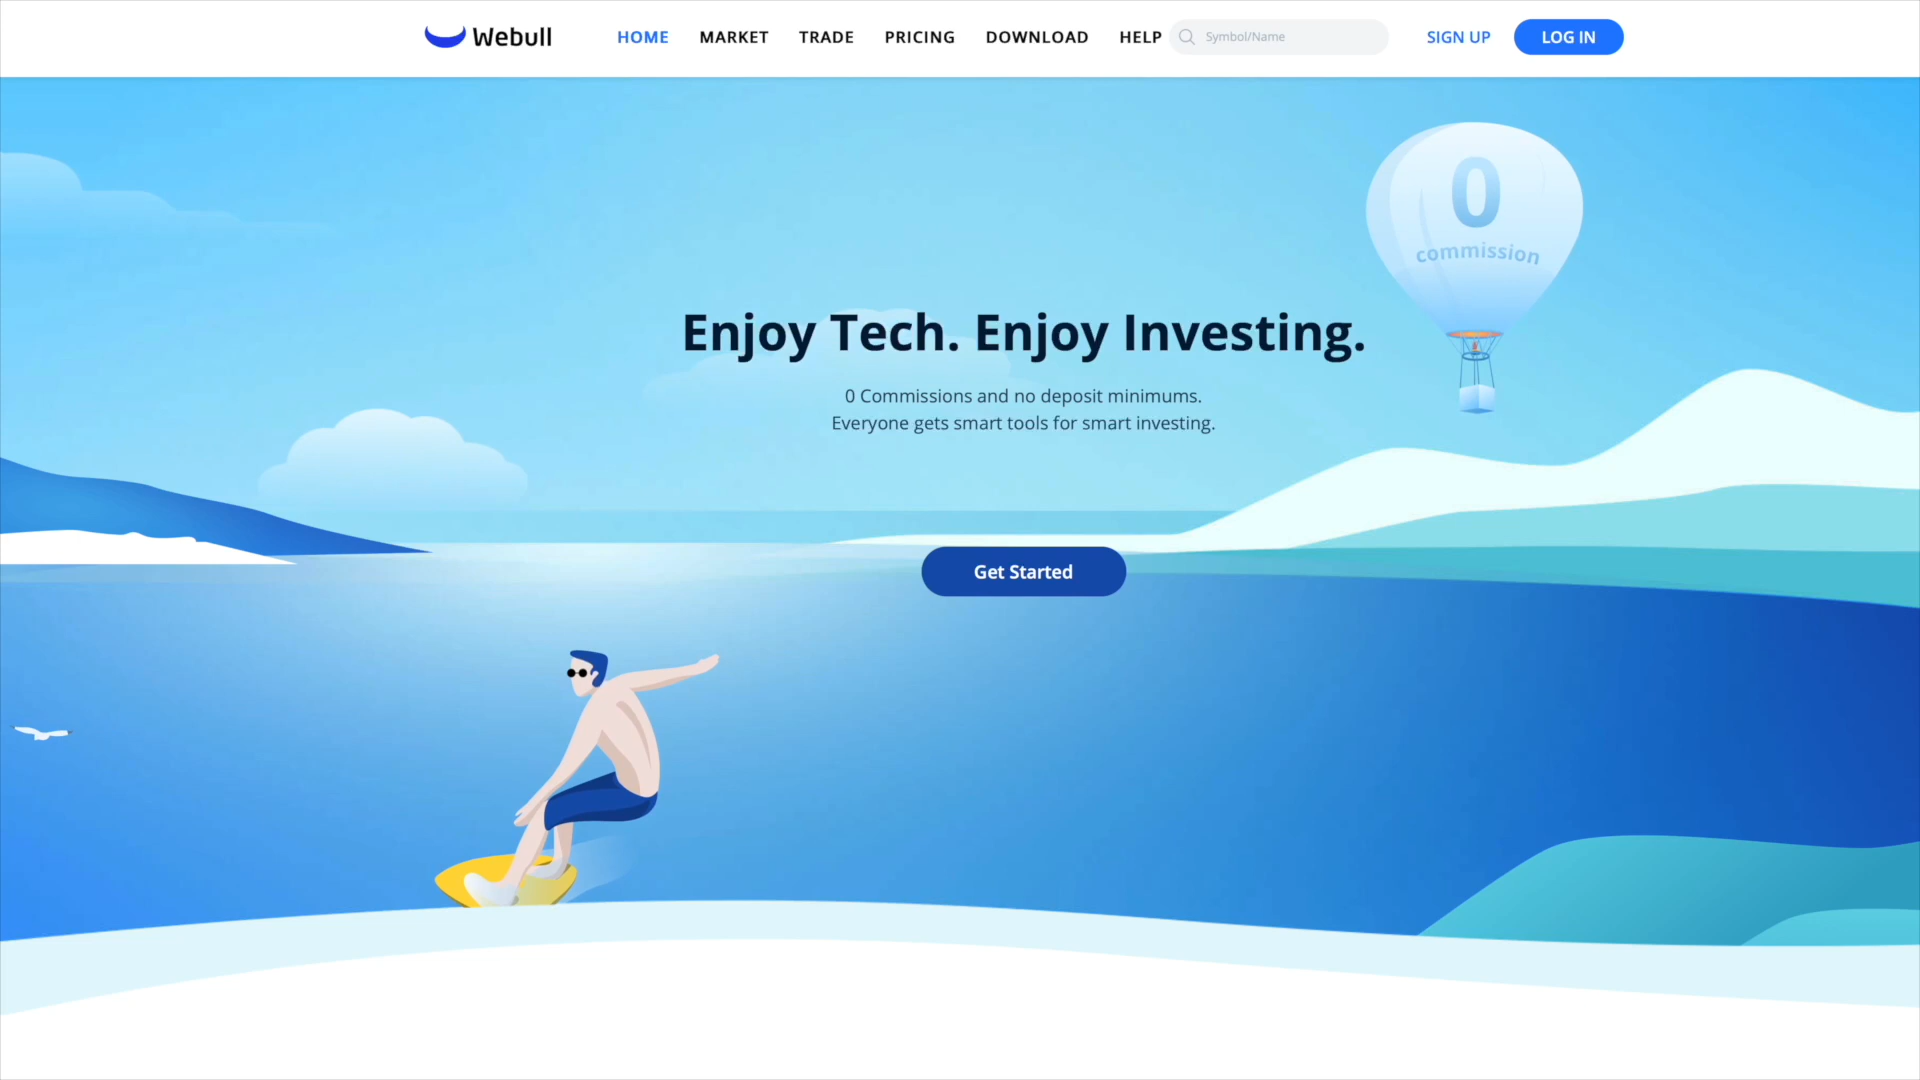 Webull
HOME
MARKET
TRADE
PRICING
DOWNLOAD
HELP
Symbol/Name
SIGN UP
LOG IN
0
commission
Enjoy Tech. Enjoy Investing.
0 Commissions and no deposit minimums.
Everyone gets smart tools for smart investing.
Get Started